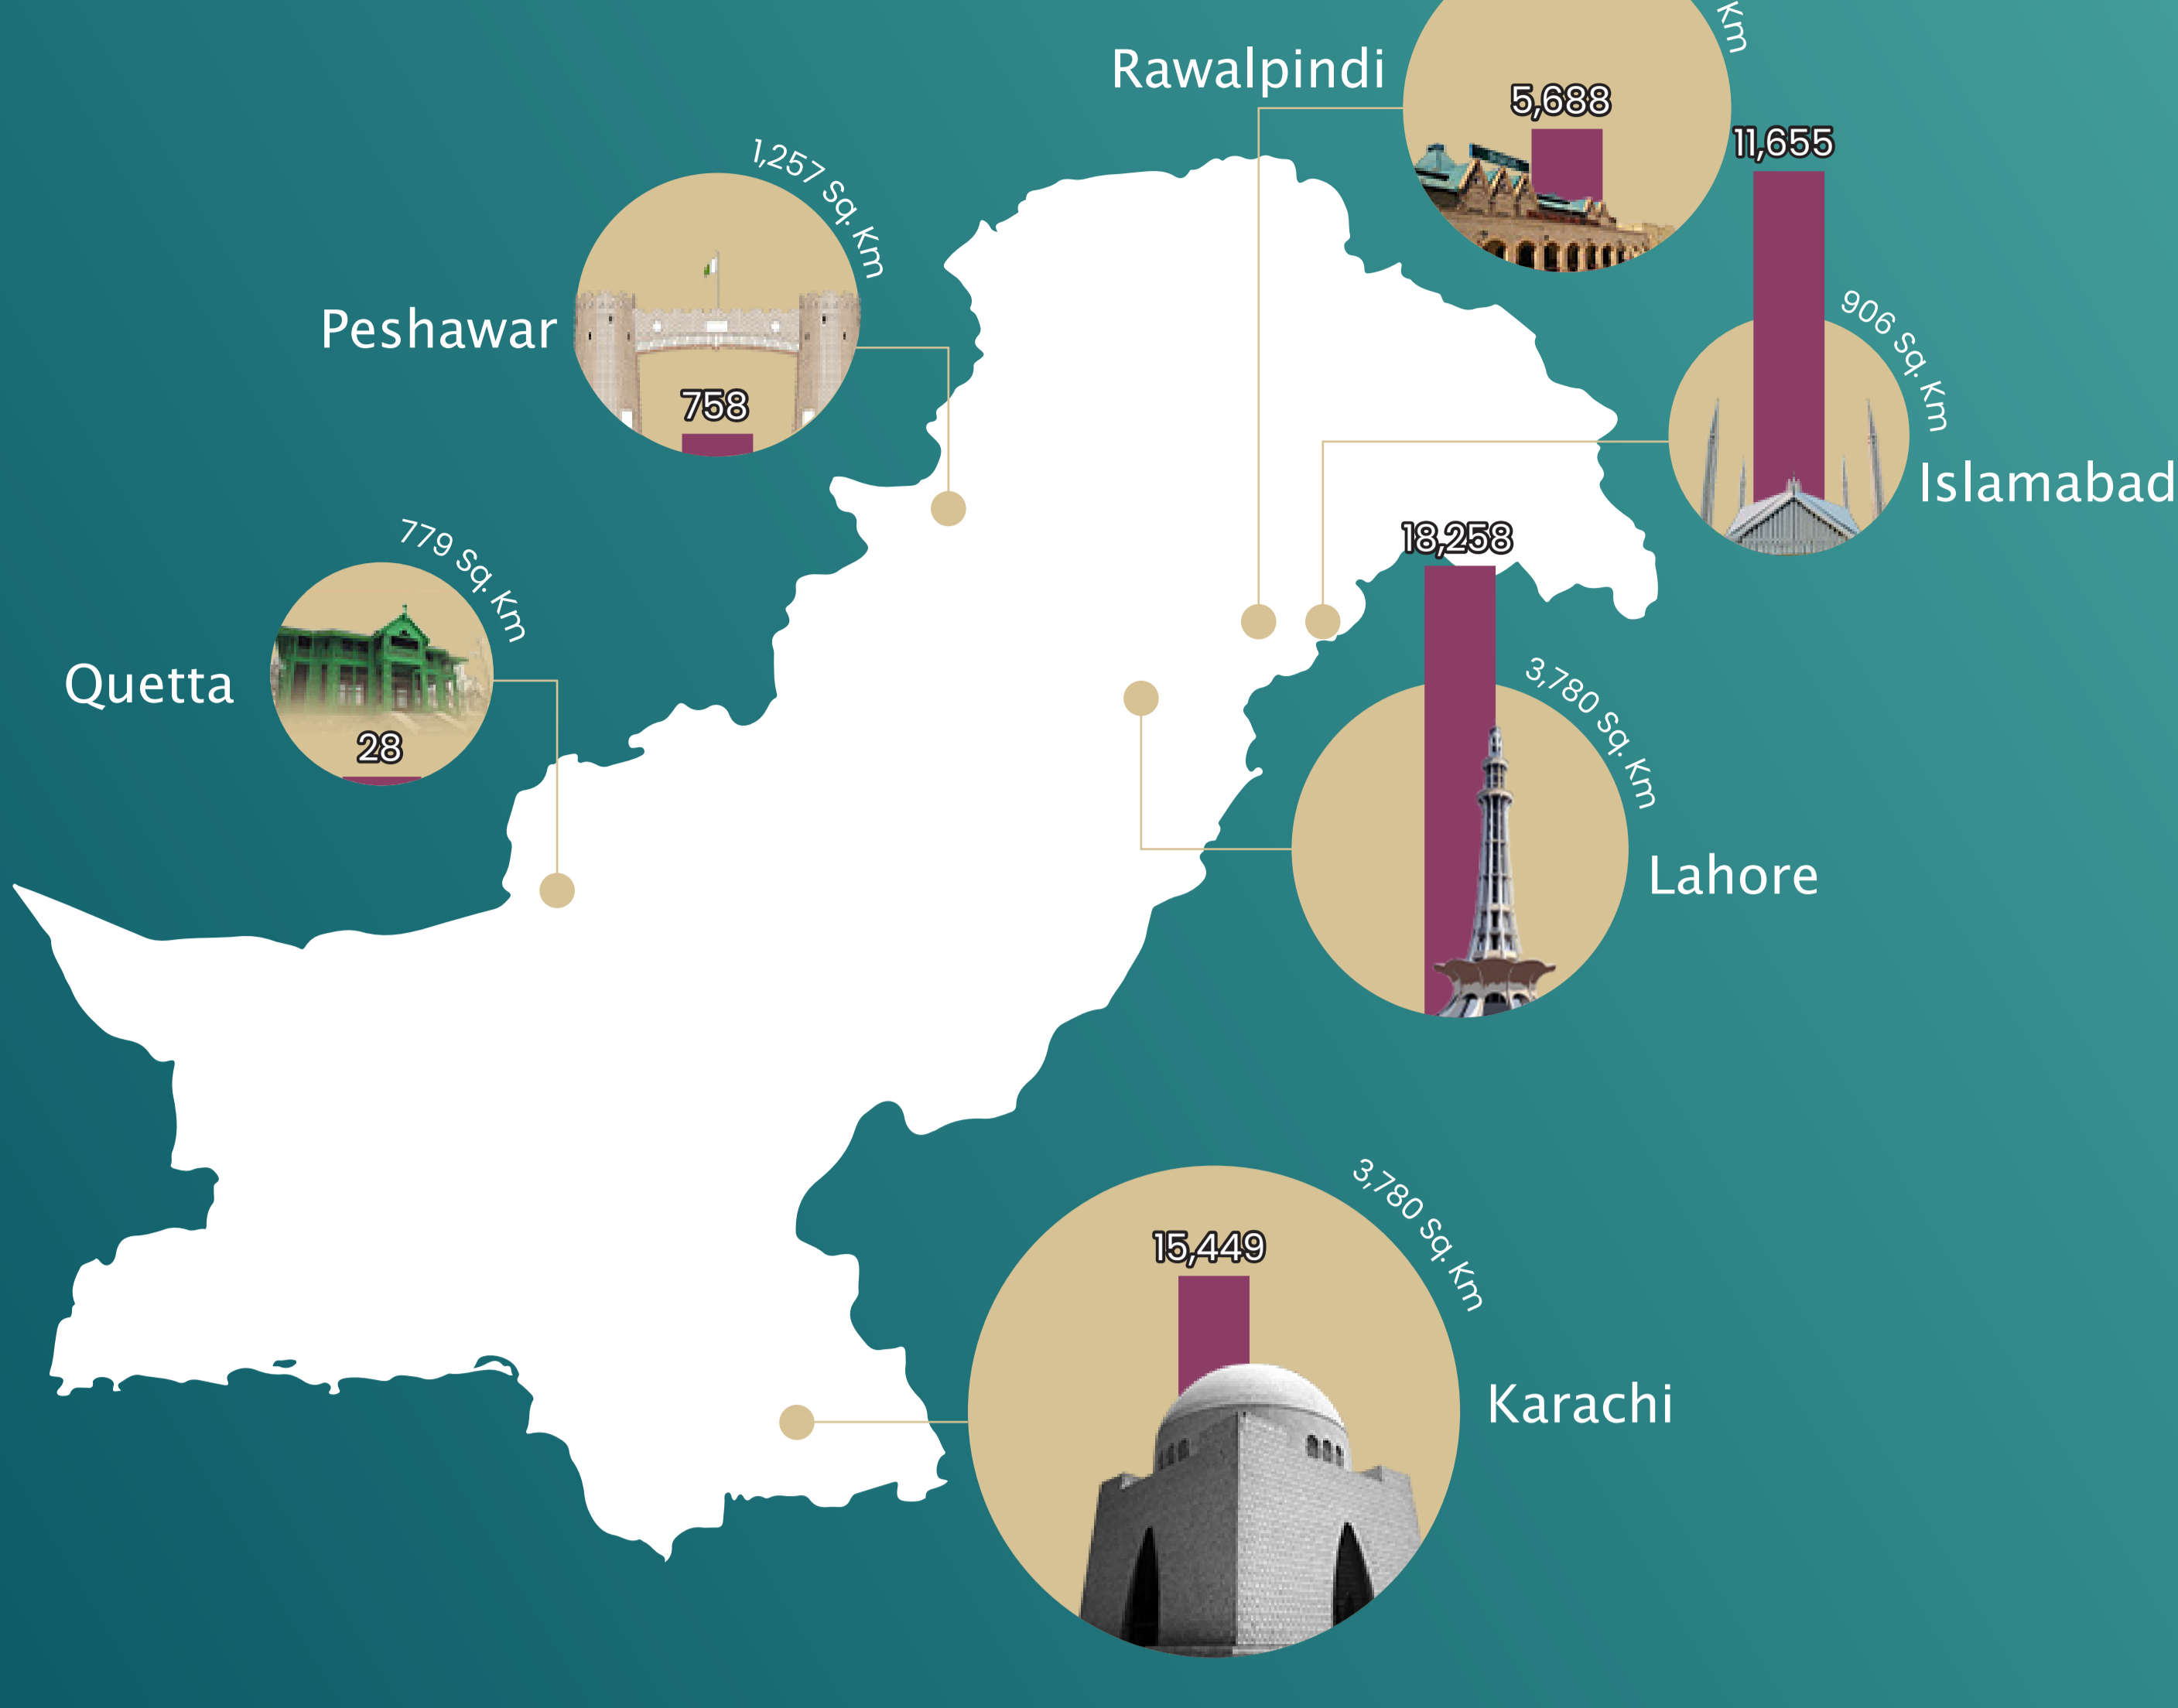 Km
Rawalpindi
5,688
11,655
1,257 Sq. Km
906 Sq. Km
Peshawar
758
Islamabad
779 Sq. Km
18,258
Quetta
28
3,780 Sq. Km
Lahore
3,780 Sq. Km
15,449
Karachi